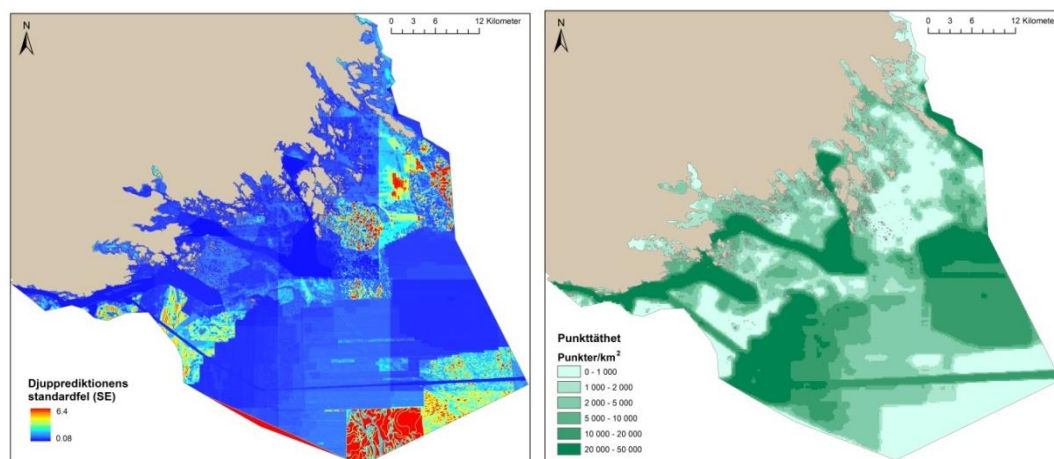 N
0 3 6 12 Kilometer
Djupprediktionens
standardfel (SE)
6.4
0.08
N
0 3 6 12 Kilometer
Punkttäthet
Punkter/km²
0 - 1 000
1 000 - 2 000
2 000 - 5 000
5 000 - 10 000
10 000 - 20 000
20 000 - 50 000